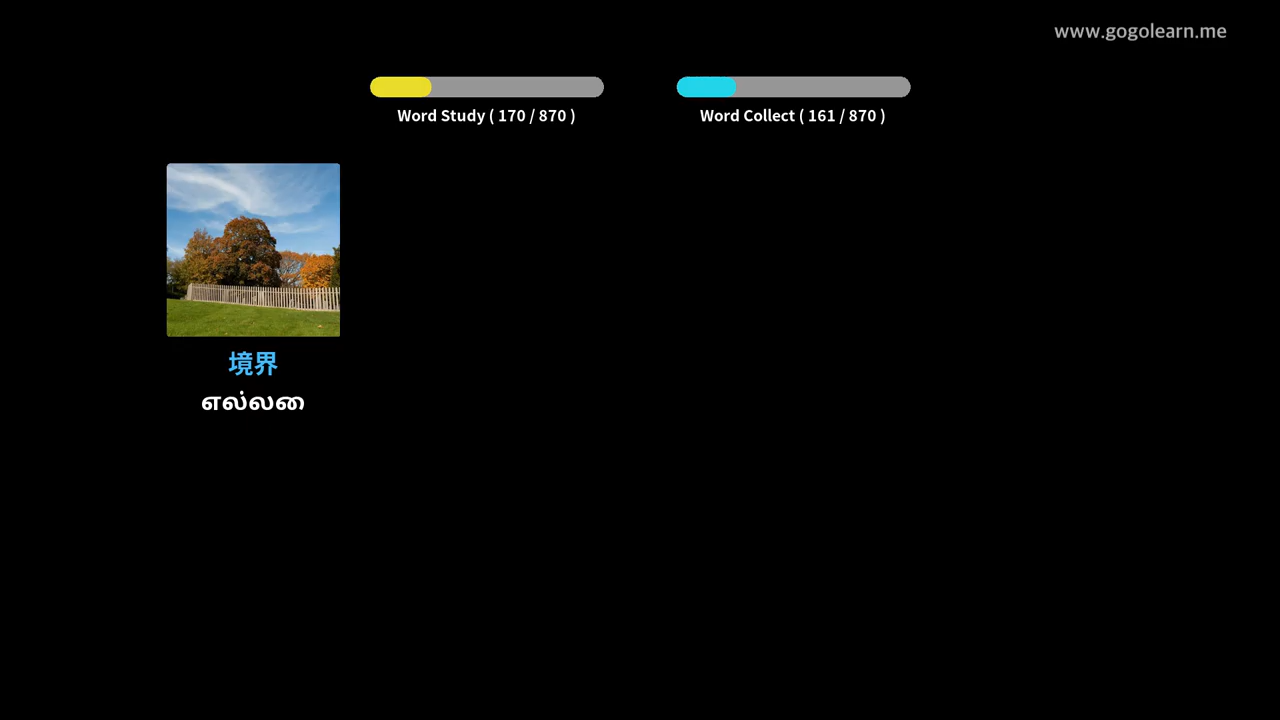 www.gogolearn.me
Word Study ( 170 / 870 )
Word Collect ( 161 / 870 )
境界
எல்லை